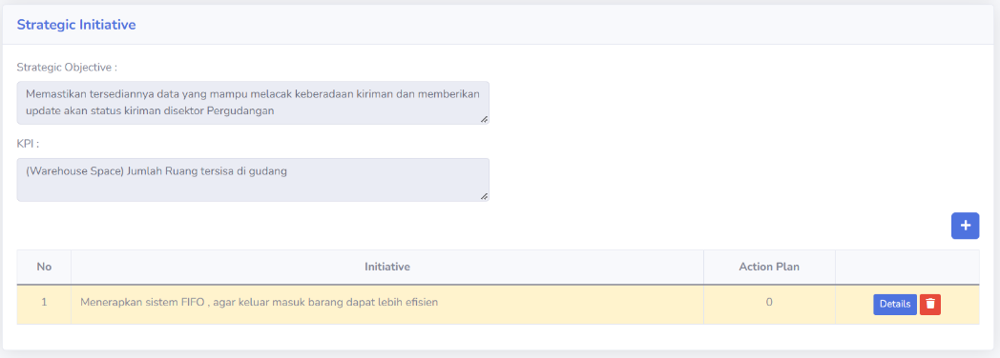 Strategic Initiative
Strategic Objective :
Memastikan tersediannya data yang mampu melacak keberadaan kiriman dan memberikan
update akan status kiriman disektor Pergudangan
KPI :
(Warehouse Space) Jumlah Ruang tersisa di gudang
+
No Initiative Action Plan
1 Menerapkan sistem FIFO , agar keluar masuk barang dapat lebih efisien 0 Details